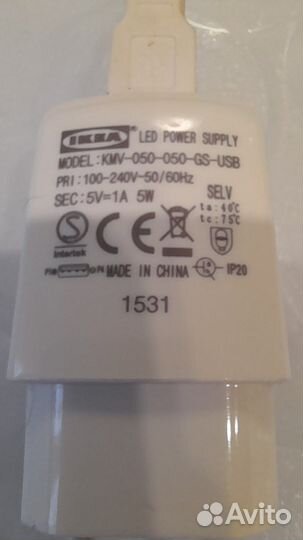 IKEA LED POWER SUPPLY
MODEL:KMV-050-050-GS-USB
PRI:100-240V-50/60Hz
SEC:5V=1A 5W SELV
ta:40℃
tc:75℃
S
Intertek
CE
MADE IN CHINA
IP20
1531
Avito